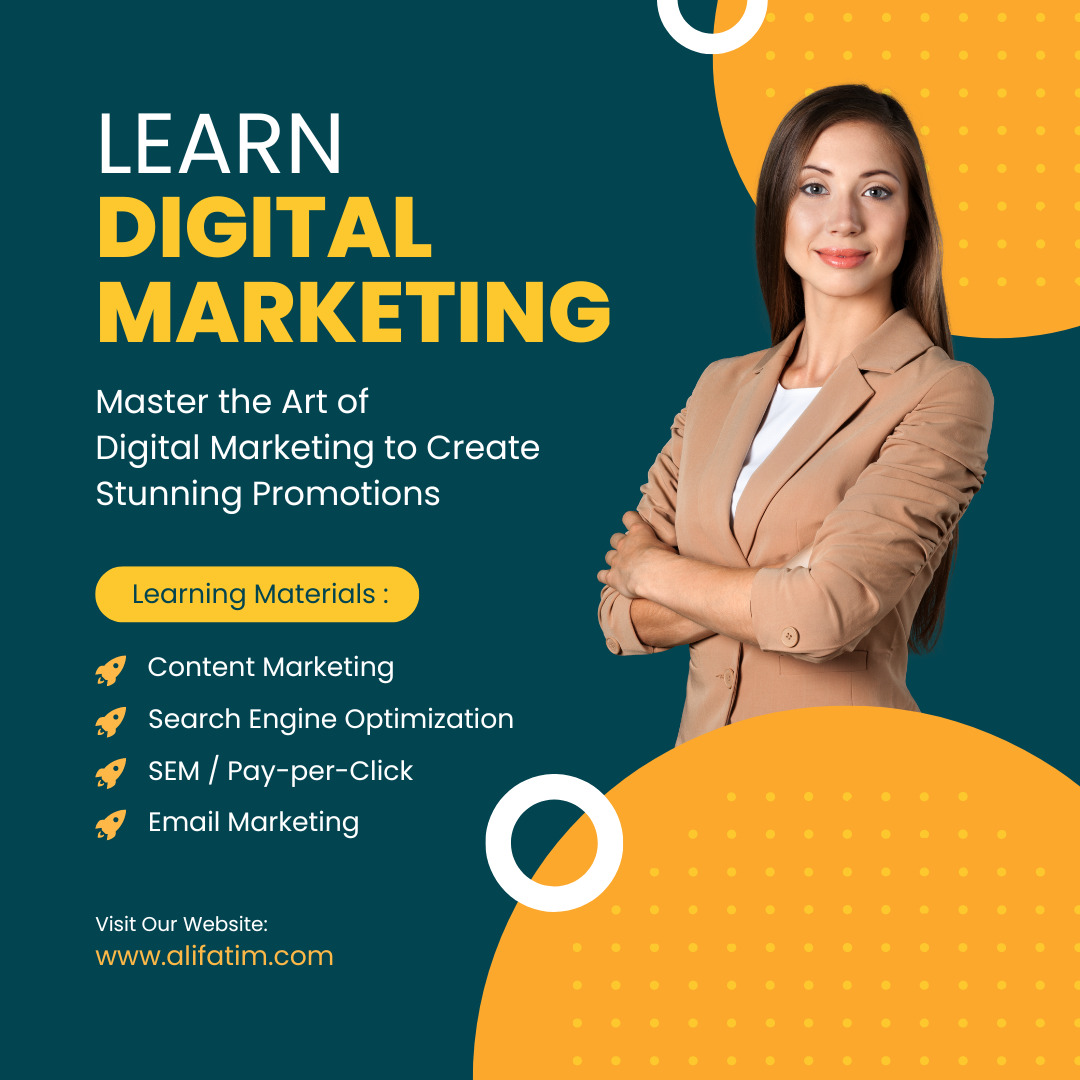 LEARN
DIGITAL
MARKETING
Master the Art of
Digital Marketing to Create
Stunning Promotions
Learning Materials :
Content Marketing
Search Engine Optimization
SEM / Pay-per-Click
Email Marketing
Visit Our Website:
www.alifatim.com